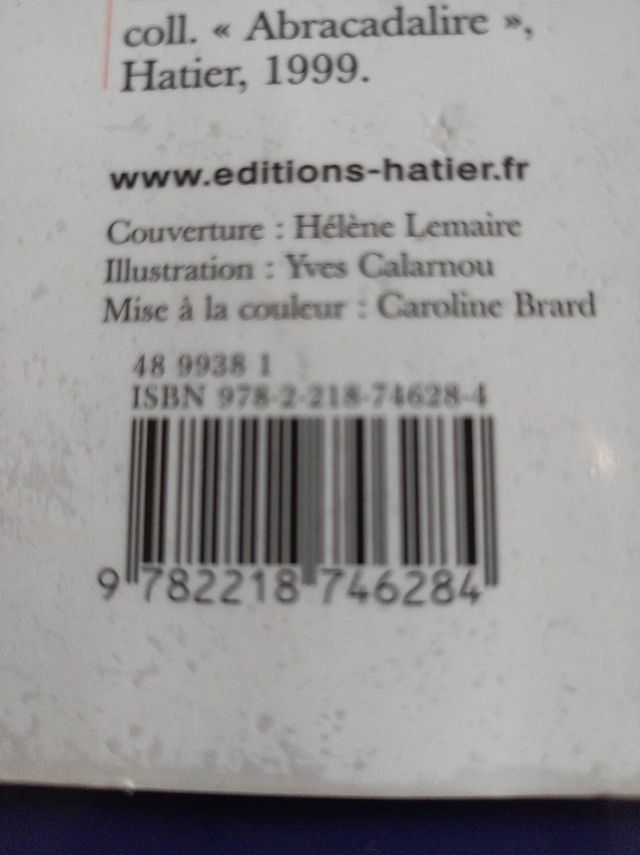 coll. « Abracadalire »,
Hatier, 1999.
www.editions-hatier.fr
Couverture : Hélène Lemaire
Illustration : Yves Calarnou
Mise à la couleur : Caroline Brard
48 9938 1
ISBN 978-2-218-74628-4
9 782218 746284